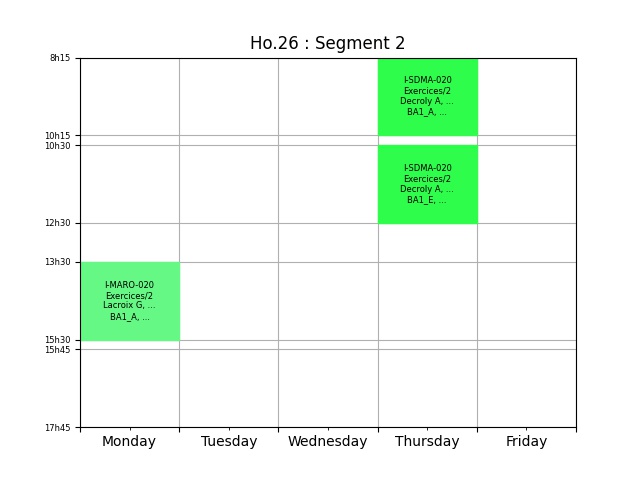 Ho.26 : Segment 2
8h15
I-SDMA-020
Exercices/2
Decroly A, ...
BA1_A, ...
10h15
10h30
I-SDMA-020
Exercices/2
Decroly A, ...
BA1_E, ...
12h30
13h30
I-MARO-020
Exercices/2
Lacroix G, ...
BA1_A, ...
15h30
15h45
17h45
Monday Tuesday Wednesday Thursday Friday